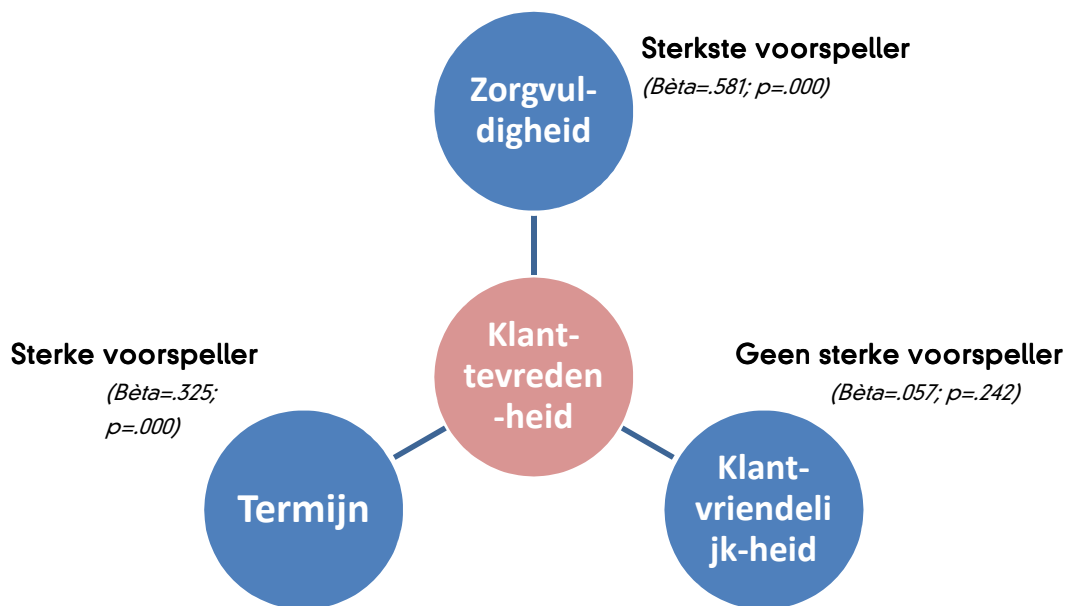 Sterkste voorspeller
(Bèta=.581; p=.000)
Zorgvul-
digheid
Klant-
tevreden
-heid
Sterke voorspeller
(Bèta=.325;
p=.000)
Termijn
Geen sterke voorspeller
(Bèta=.057; p=.242)
Klant-
vriendeli
jk-heid